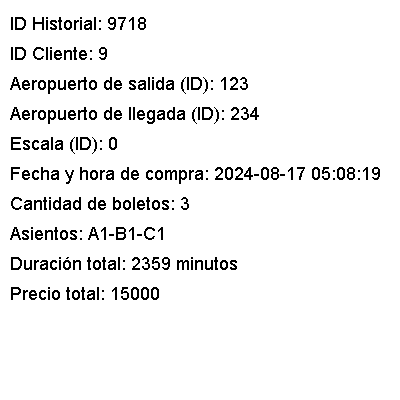 ID Historial: 9718
ID Cliente: 9
Aeropuerto de salida (ID): 123
Aeropuerto de llegada (ID): 234
Escala (ID): 0
Fecha y hora de compra: 2024-08-17 05:08:19
Cantidad de boletos: 3
Asientos: A1-B1-C1
Duración total: 2359 minutos
Precio total: 15000